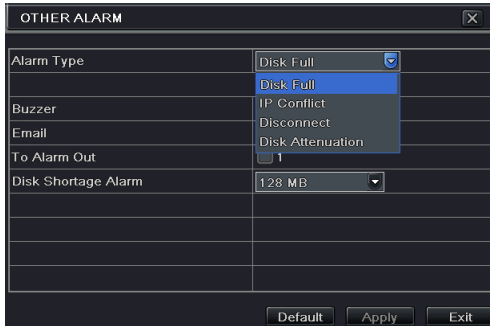 OTHER ALARM X
Alarm Type Disk Full
Disk Full
IP Conflict
Buzzer
Disconnect
Email
Disk Attenuation
To Alarm Out 1
Disk Shortage Alarm 128 MB
Default Apply Exit